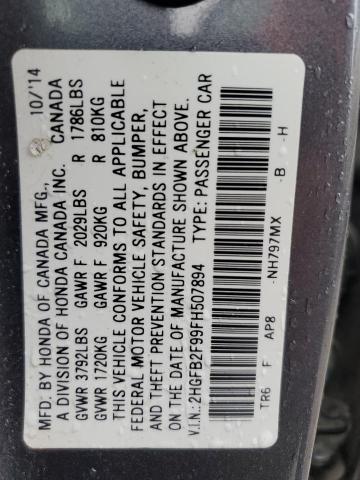 MFD. BY HONDA OF CANADA MFG., 10/'14
A DIVISION OF HONDA CANADA INC. CANADA
GVWR 3792LBS GAWR F 2029LBS R 1786LBS
GVWR 1720KG GAWR F 920KG R 810KG
THIS VEHICLE CONFORMS TO ALL APPLICABLE
FEDERAL MOTOR VEHICLE SAFETY, BUMPER,
AND THEFT PREVENTION STANDARDS IN EFFECT
ON THE DATE OF MANUFACTURE SHOWN ABOVE.
V.I.N.: 2HGFB2F99FH507894 TYPE: PASSENGER CAR
TR6 F AP8 -NH797MX -B -H